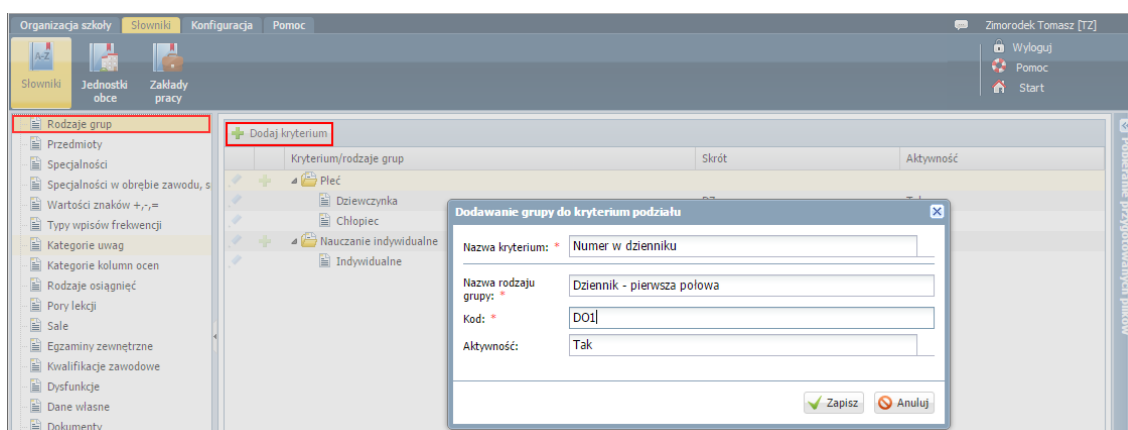 Organizacja szkoły Słowniki Konfiguracja Pomoc Zimorodek Tomasz [TZ]
A-Z
Słowniki Jednostki obce Zakłady pracy
Wyloguj
Pomoc
Start
Rodzaje grup
Przedmioty
Specjalności
Specjalności w obrębie zawodu, s
Wartości znaków +,-,=
Typy wpisów frekwencji
Kategorie uwag
Kategorie kolumn ocen
Rodzaje osiągnięć
Pory lekcji
Sale
Egzaminy zewnętrzne
Kwalifikacje zawodowe
Dysfunkcje
Dane własne
Dokumenty
Dodaj kryterium
Kryterium/rodzaje grup Skrót Aktywność
Płeć
Dziewczynka
Chłopiec
Nauczanie indywidualne
Indywidualne
Dodawanie grupy do kryterium podziału
Nazwa kryterium: * Numer w dzienniku
Nazwa rodzaju grupy: * Dziennik - pierwsza połowa
Kod: * DO1
Aktywność: Tak
Zapisz Anuluj
Pobieranie przygotowanych plików